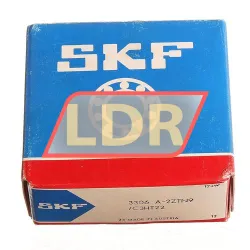 SKF
LDR
SKF
3306 A-2ZTN9
/C3MT33
MADE IN AUSTRIA